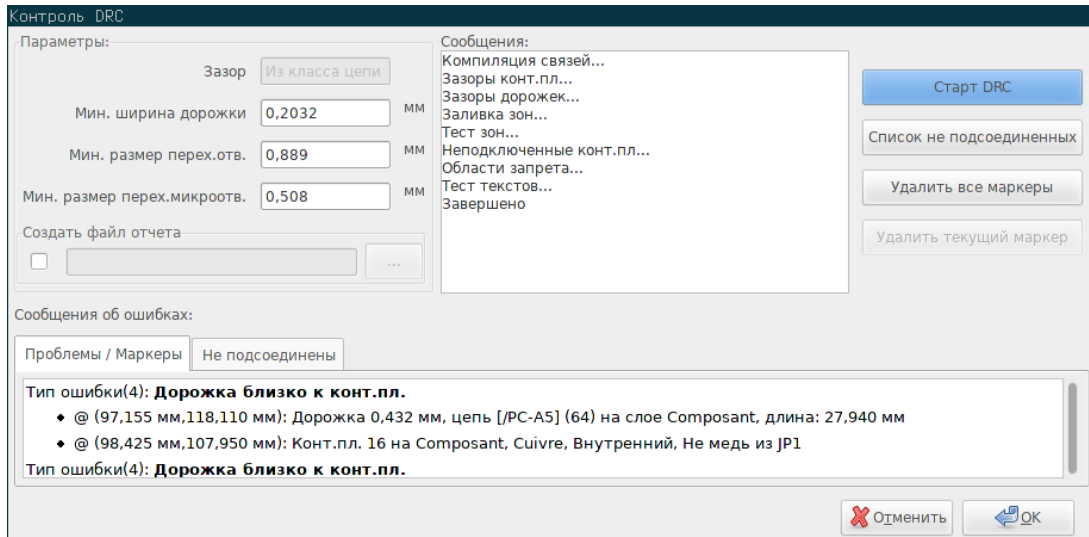 Контроль DRC
Параметры:
Зазор Из класса цепи
Мин. ширина дорожки 0,2032 мм
Мин. размер перех.отв. 0,889 мм
Мин. размер перех.микроотв. 0,508 мм
Создать файл отчета
...
Сообщения:
Компиляция связей...
Зазоры конт.пл...
Зазоры дорожек...
Заливка зон...
Тест зон...
Неподключенные конт.пл...
Области запрета...
Тест текстов...
Завершено
Старт DRC
Список не подсоединенных
Удалить все маркеры
Удалить текущий маркер
Сообщения об ошибках:
Проблемы / Маркеры Не подсоединены
Тип ошибки(4): Дорожка близко к конт.пл.
@ (97,155 мм,118,110 мм): Дорожка 0,432 мм, цепь [/PC-A5] (64) на слое Composant, длина: 27,940 мм
@ (98,425 мм,107,950 мм): Конт.пл. 16 на Composant, Cuivre, Внутренний, Не медь из JP1
Тип ошибки(4): Дорожка близко к конт.пл.
Отменить OK